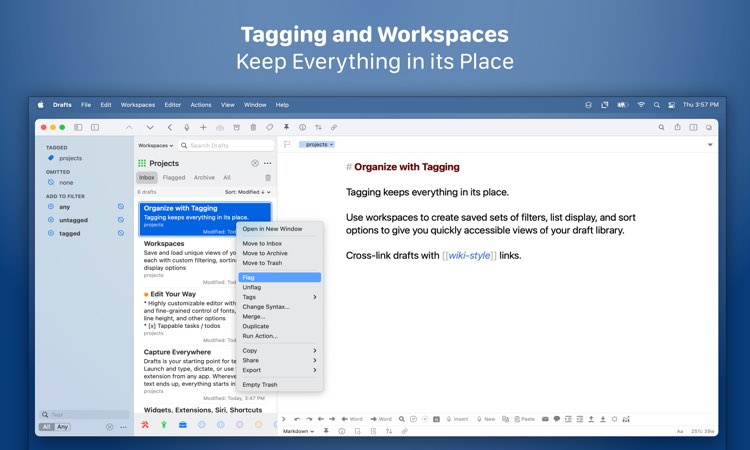 Tagging and Workspaces
Keep Everything in its Place
Drafts File Edit Workspaces Editor Actions View Window Help
Thu 3:57 PM
TAGGED
projects
OMITTED
none
ADD TO FILTER
any
untagged
tagged
Tags
All Any
Workspaces
Search Drafts
Projects
Inbox Flagged Archive All
6 drafts
Sort: Modified
Organize with Tagging
Tagging keeps everything in its place.
projects
Modified: Tod
Workspaces
Save and load unique views of yo
each with custom filtering, sorting
display options
projects
Modified: Tod
Edit Your Way
* Highly customizable editor with
and fine-grained control of fonts,
line height, and other options
* [x] Tappable tasks / todos
projects
Modified: Tod
Capture Everywhere
Drafts is your starting point for te
Launch and type, dictate, or use
extension from any app. Wherever
text ends up, everything starts in
projects
Modified: Today, 3:47 PM
Widgets, Extensions, Siri, Shortcuts
Open in New Window
Move to Inbox
Move to Archive
Move to Trash
Flag
Unflag
Tags
Change Syntax...
Merge...
Duplicate
Run Action...
Copy
Share
Export
Empty Trash
projects
# Organize with Tagging
Tagging keeps everything in its place.
Use workspaces to create saved sets of filters, list display, and sort
options to give you quickly accessible views of your draft library.
Cross-link drafts with [[wiki-style]] links.
Word Word Insert New Copy Paste
Markdown
Aa 251c 39w